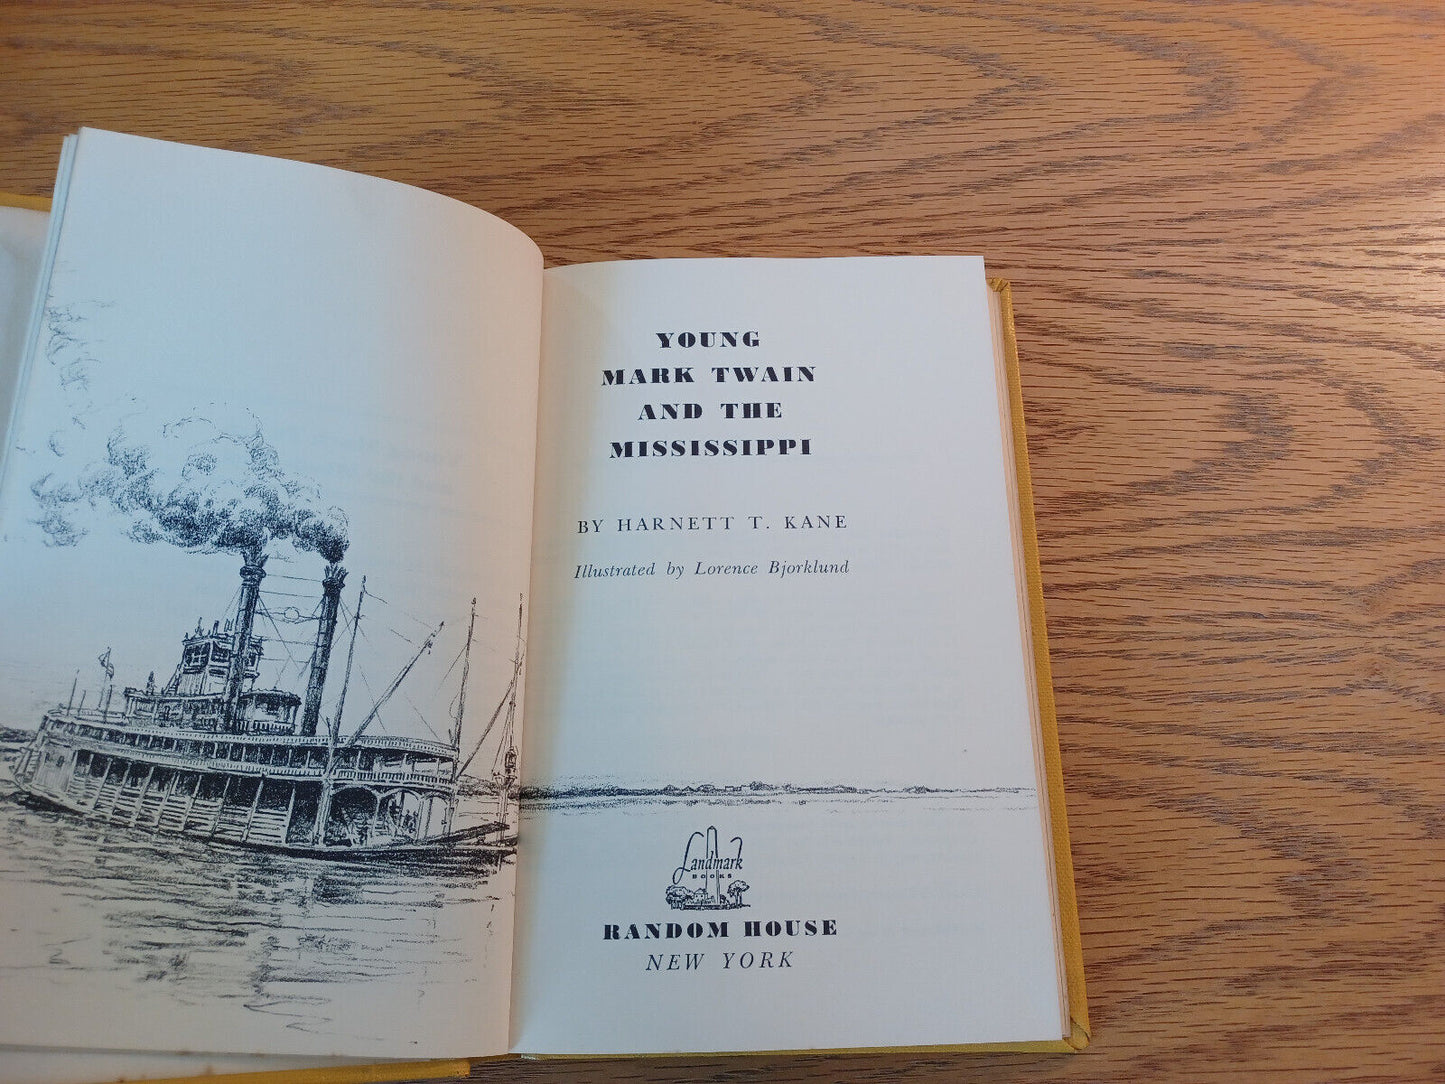 YOUNG
MARK TWAIN
AND THE
MISSISSIPPI
BY HARNETT T. KANE
Illustrated by Lorence Bjorklund
Landmark
BOOKS
RANDOM HOUSE
NEW YORK